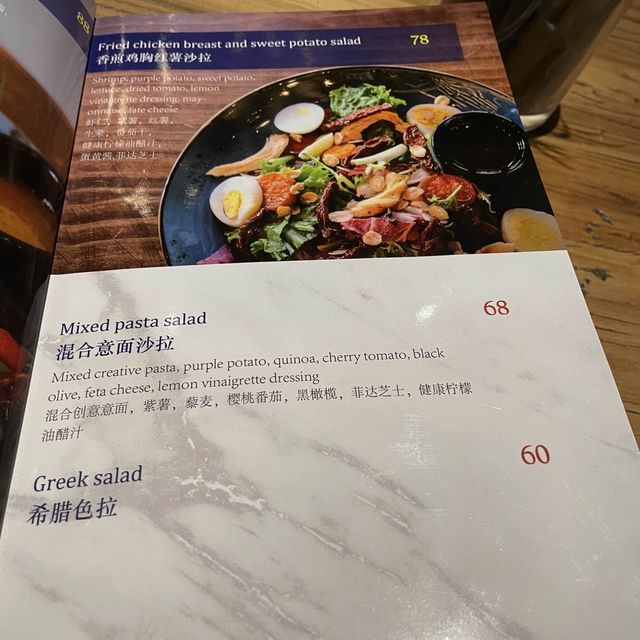 88
Fried chicken breast and sweet potato salad 78
香煎鸡胸红薯沙拉
Shrimp, purple potato, sweet potato,
lettuce, dried tomato, lemon
vinaigrette dressing, may-
onnaise, fate cheese
虾仁, 紫薯, 红薯,
生菜, 番茄干,
健康柠檬油醋汁,
蛋黄酱,菲达芝士
Mixed pasta salad 68
混合意面沙拉
Mixed creative pasta, purple potato, quinoa, cherry tomato, black
olive, feta cheese, lemon vinaigrette dressing
混合创意意面，紫薯，藜麦，樱桃番茄，黑橄榄，菲达芝士，健康柠檬
油醋汁
Greek salad 60
希腊色拉